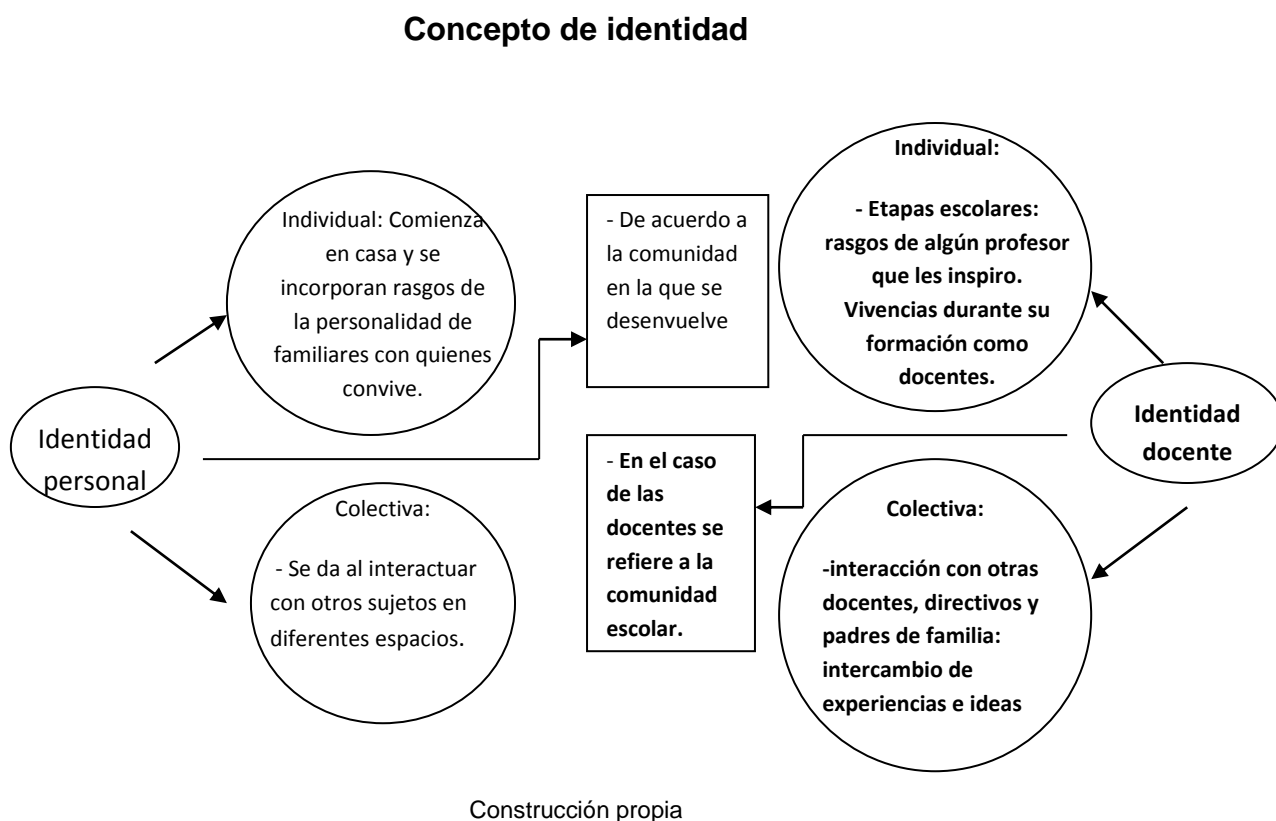 Concepto de identidad
Individual: Comienza
en casa y se
incorporan rasgos de
la personalidad de
familiares con quienes
convive.
- De acuerdo a
la comunidad
en la que se
desenvuelve
Individual:
- Etapas escolares:
rasgos de algún profesor
que les inspiro.
Vivencias durante su
formación como
docentes.
Identidad
personal
Identidad
docente
Colectiva:
- Se da al interactuar
con otros sujetos en
diferentes espacios.
- En el caso
de las
docentes se
refiere a la
comunidad
escolar.
Colectiva:
-interacción con otras
docentes, directivos y
padres de familia:
intercambio de
experiencias e ideas
Construcción propia